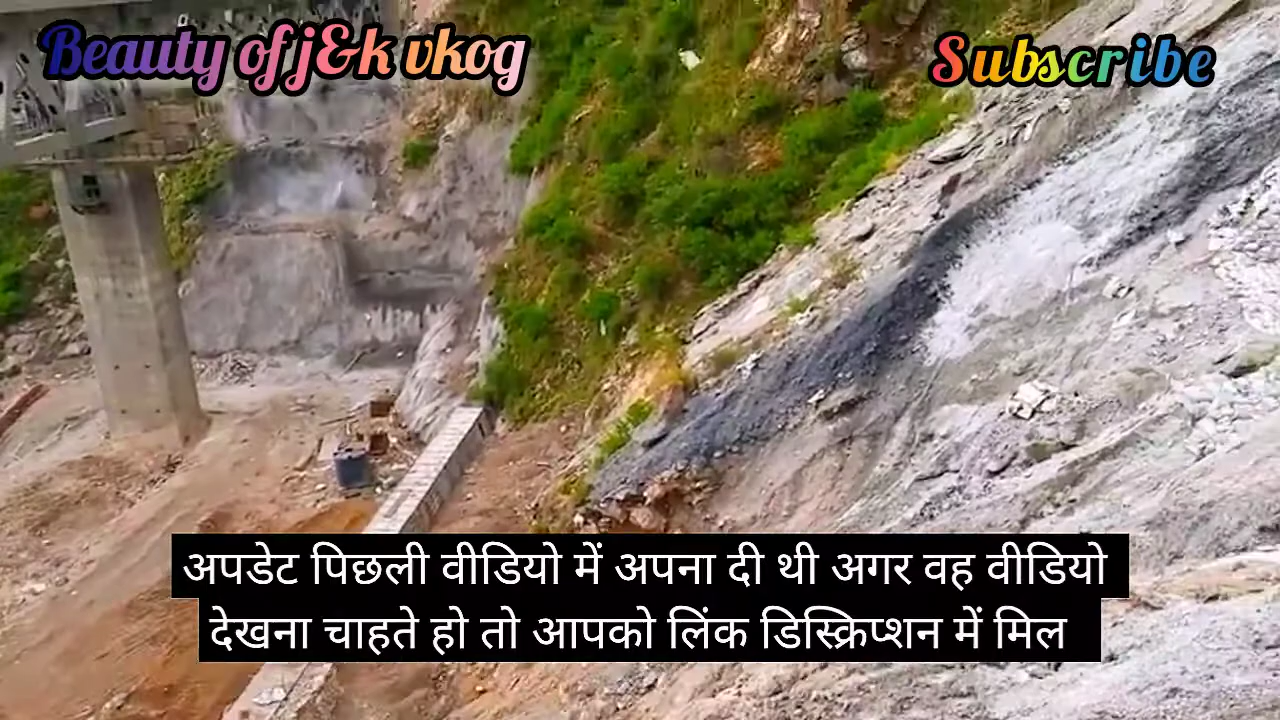 Beauty of j&k vkog
Subscribe
अपडेट पिछली वीडियो में अपना दी थी अगर वह वीडियो
देखना चाहते हो तो आपको लिंक डिस्क्रिप्शन में मिल